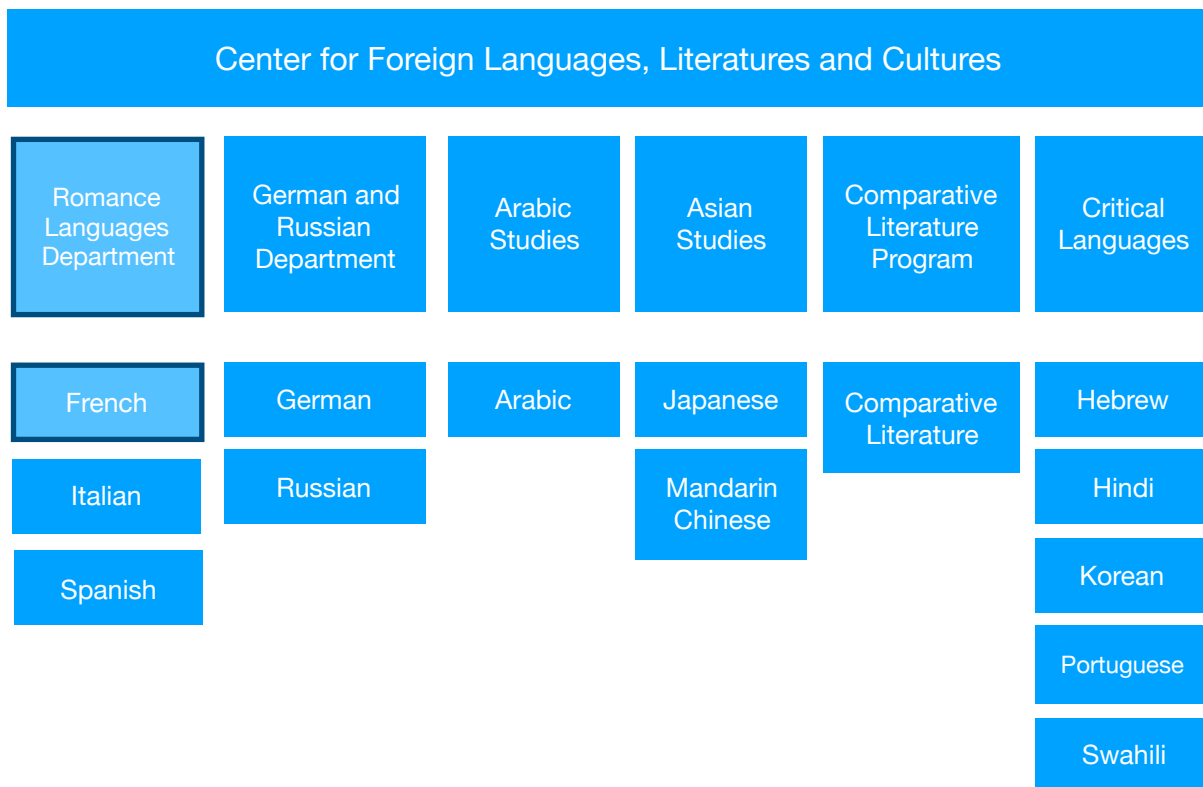 Center for Foreign Languages, Literatures and Cultures
Romance
Languages
Department
German and
Russian
Department
Arabic
Studies
Asian
Studies
Comparative
Literature
Program
Critical
Languages
French
German
Arabic
Japanese
Comparative
Literature
Hebrew
Italian
Russian
Mandarin
Chinese
Hindi
Spanish
Korean
Portuguese
Swahili